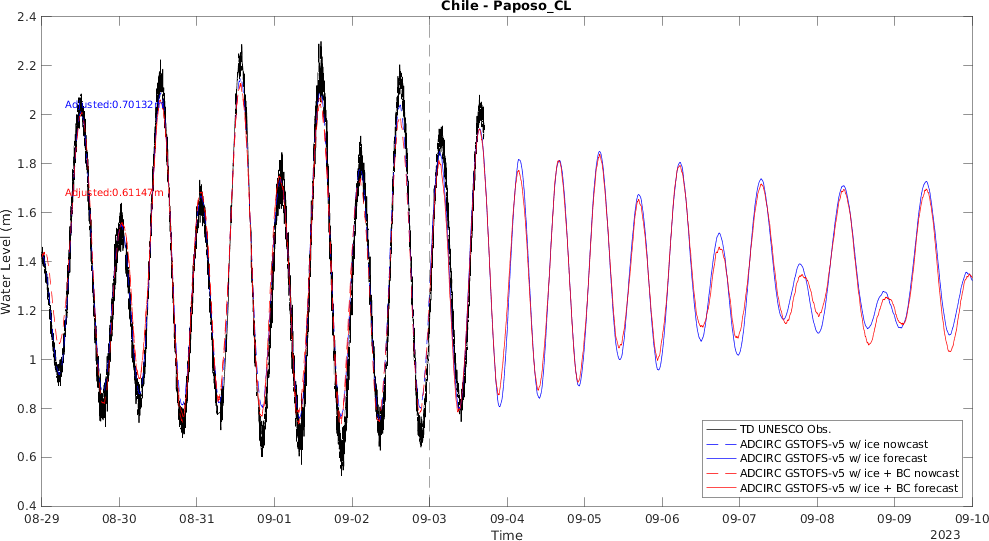 Chile - Paposo_CL
2.4
2.2
2
1.8
1.6
1.4
1.2
1
0.8
0.6
0.4
Water Level (m)
Adjusted:0.70132m
Adjusted:0.61147m
TD UNESCO Obs.
ADCIRC GSTOFS-v5 w/ ice nowcast
ADCIRC GSTOFS-v5 w/ ice forecast
ADCIRC GSTOFS-v5 w/ ice + BC nowcast
ADCIRC GSTOFS-v5 w/ ice + BC forecast
08-29 08-30 08-31 09-01 09-02 09-03 09-04 09-05 09-06 09-07 09-08 09-09 09-10
Time
2023